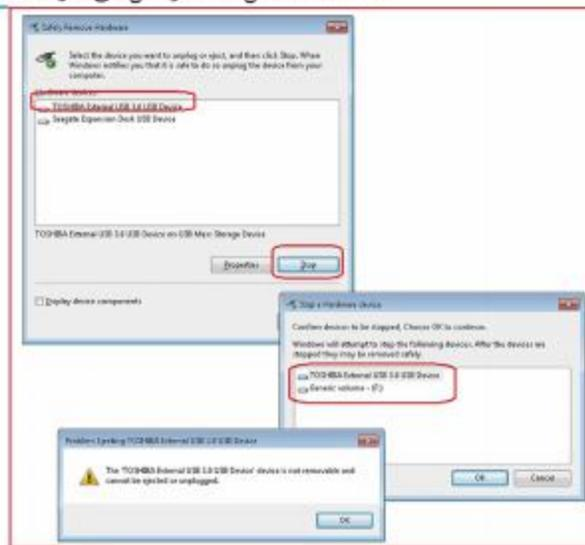 Safely Remove Hardware
Select the device you want to unplug or eject, and then click Stop. When
Windows notifies you that it is safe to do so unplug the device from your
computer.
Hardware devices:
TOSHIBA External USB 3.0 USB Device
Seagate Expansion Desk USB Device
TOSHIBA External USB 3.0 USB Device on USB Mass Storage Device
Properties
Stop
Display device components
Stop a Hardware device
Confirm devices to be stopped, Choose OK to continue.
Windows will attempt to stop the following devices. After the devices are
stopped they may be removed safely.
TOSHIBA External USB 3.0 USB Device
Generic volume - (F:)
OK
Cancel
Problem Ejecting TOSHIBA External USB 3.0 USB Device
The 'TOSHIBA External USB 3.0 USB Device' device is not removable and
cannot be ejected or unplugged.
OK